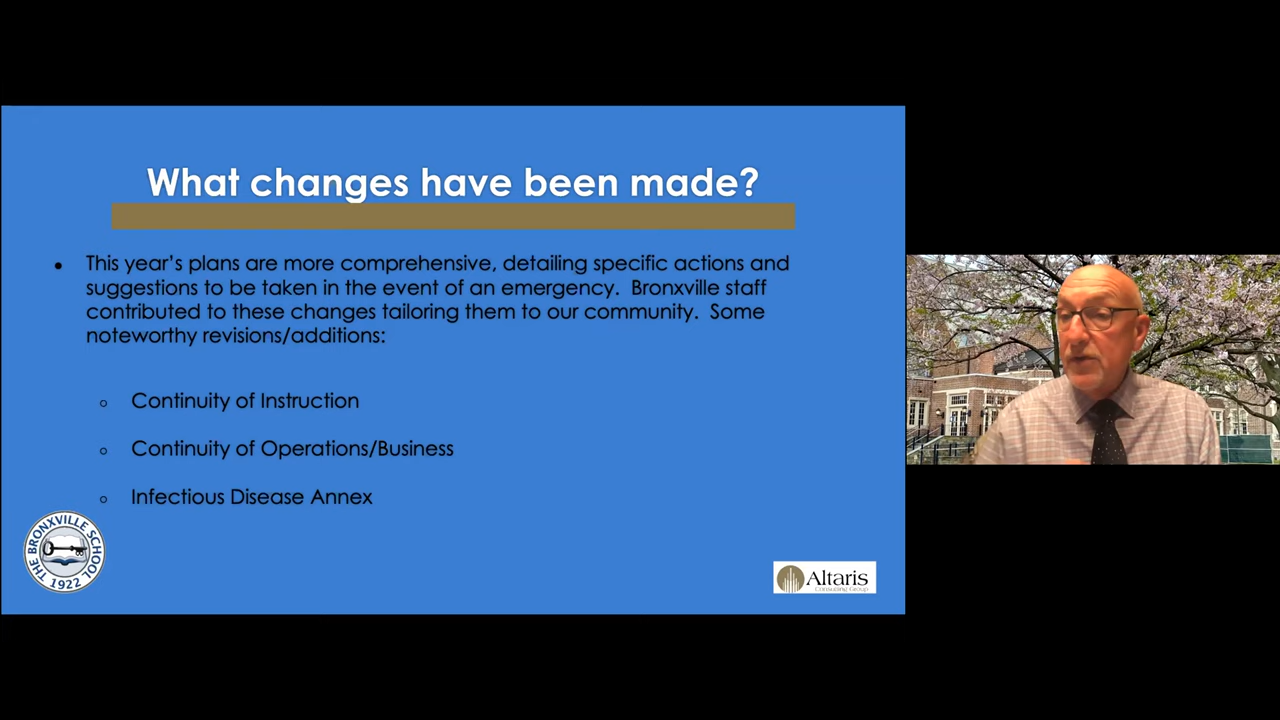 What changes have been made?
This year's plans are more comprehensive, detailing specific actions and
suggestions to be taken in the event of an emergency.  Bronxville staff
contributed to these changes tailoring them to our community.  Some
noteworthy revisions/additions:
Continuity of Instruction
Continuity of Operations/Business
Infectious Disease Annex
THE BRONXVILLE SCHOOL
1922
Altaris
Consulting Group